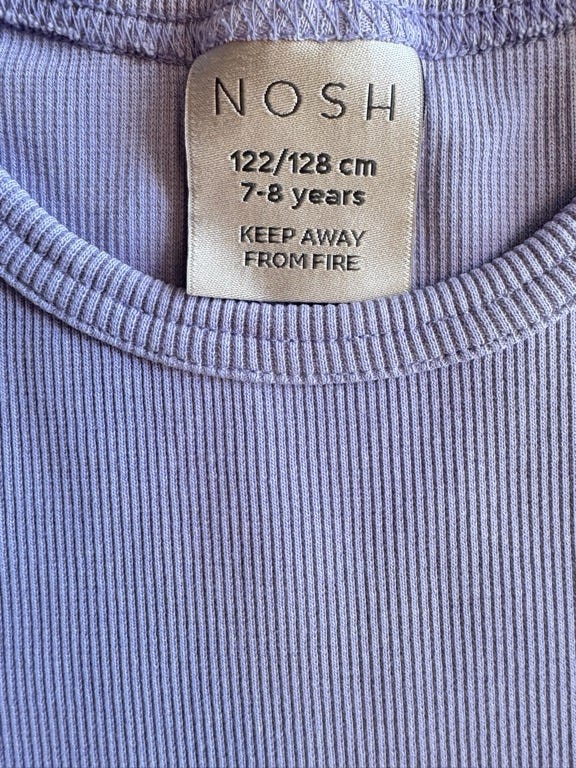 NOSH
122/128 cm
7-8 years
KEEP AWAY
FROM FIRE